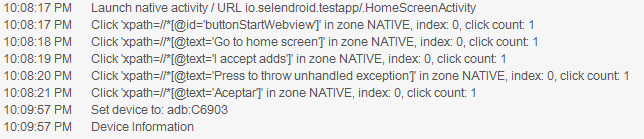 10:08:17 PM Launch native activity / URL io.selendroid.testapp/.HomeScreenActivity
10:08:17 PM Click 'xpath=//*[@id='buttonStartWebview']' in zone NATIVE, index: 0, click count: 1
10:08:18 PM Click 'xpath=//*[@text='Go to home screen']' in zone NATIVE, index: 0, click count: 1
10:08:19 PM Click 'xpath=//*[@text='I accept adds']' in zone NATIVE, index: 0, click count: 1
10:08:20 PM Click 'xpath=//*[@text='Press to throw unhandled exception']' in zone NATIVE, index: 0, click count: 1
10:08:21 PM Click 'xpath=//*[@text='Aceptar']' in zone NATIVE, index: 0, click count: 1
10:09:57 PM Set device to: adb:C6903
10:09:57 PM Device Information